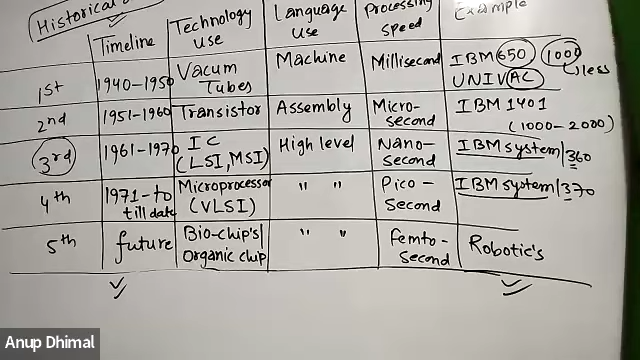 Historical
Timeline Technology use Language use Processing speed Example
1st 1940-1950 Vacum Tubes Machine Millisecond IBM 650 1000 less UNIVAC
2nd 1951-1960 Transistor Assembly Micro-second IBM 1401 (1000-2000)
3rd 1961-1970 IC (LSI, MSI) High level Nano-second IBM system/360
4th 1971-to till date Microprocessor (VLSI) " " Pico-Second IBM system/370
5th future Bio-chip's/Organic chip " " femto-Second Robotic's
Anup Dhimal